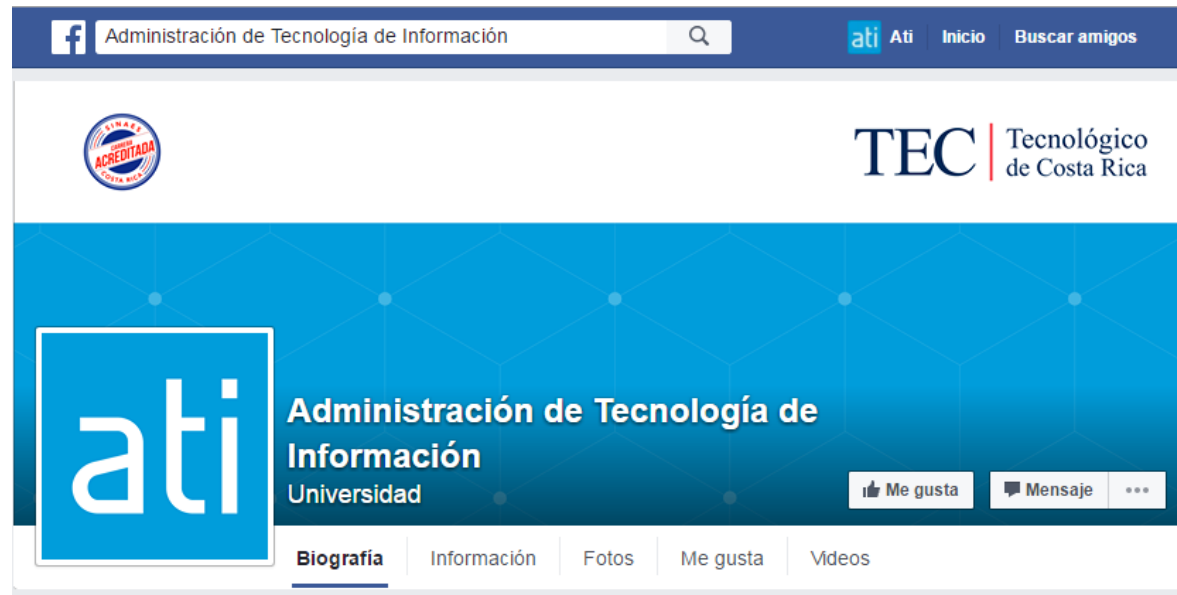 f Administración de Tecnología de Información
ati Ati Inicio Buscar amigos
SINAES
CARRERA
ACREDITADA
COSTA RICA
TEC Tecnológico
de Costa Rica
ati
Administración de Tecnología de
Información
Universidad
Me gusta Mensaje
Biografía Información Fotos Me gusta Videos